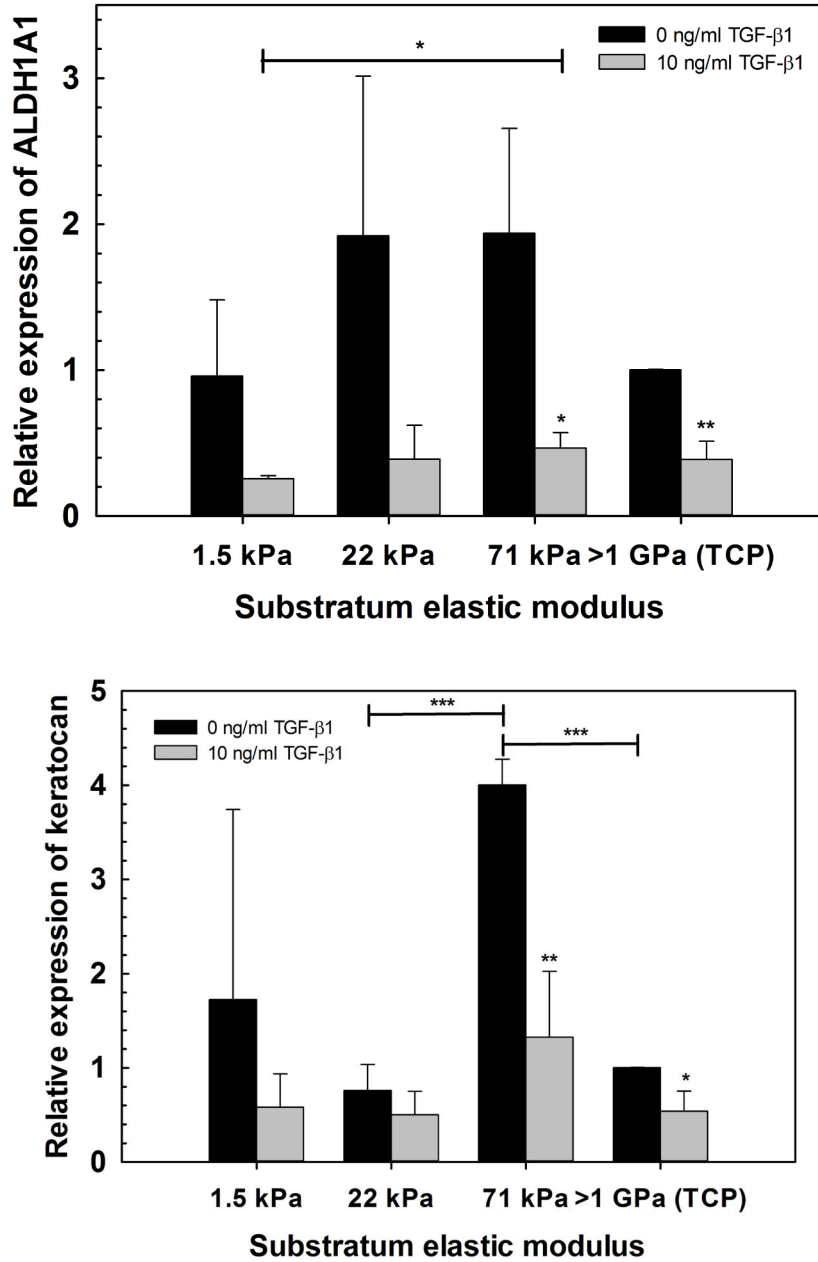 Relative expression of ALDH1A1
3
2
1
0
*
0 ng/ml TGF-β1
10 ng/ml TGF-β1
*
**
1.5 kPa 22 kPa 71 kPa >1 GPa (TCP)
Substratum elastic modulus
Relative expression of keratocan
5
4
3
2
1
0
***
***
0 ng/ml TGF-β1
10 ng/ml TGF-β1
**
*
1.5 kPa 22 kPa 71 kPa >1 GPa (TCP)
Substratum elastic modulus